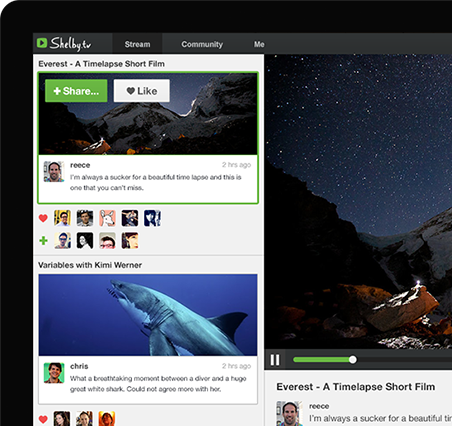 Shelby.tv
Stream Community Me
Everest - A Timelapse Short Film
+ Share... Like
reece 2 hrs ago
I'm always a sucker for a beautiful time lapse and this is
one that you can't miss.
Variables with Kimi Werner
chris 2 hrs ago
What a breathtaking moment between a diver and a huge
great white shark. Could not agree more with her.
Everest - A Timelapse Short Film
reece
I'm always a sucker for a beautiful time